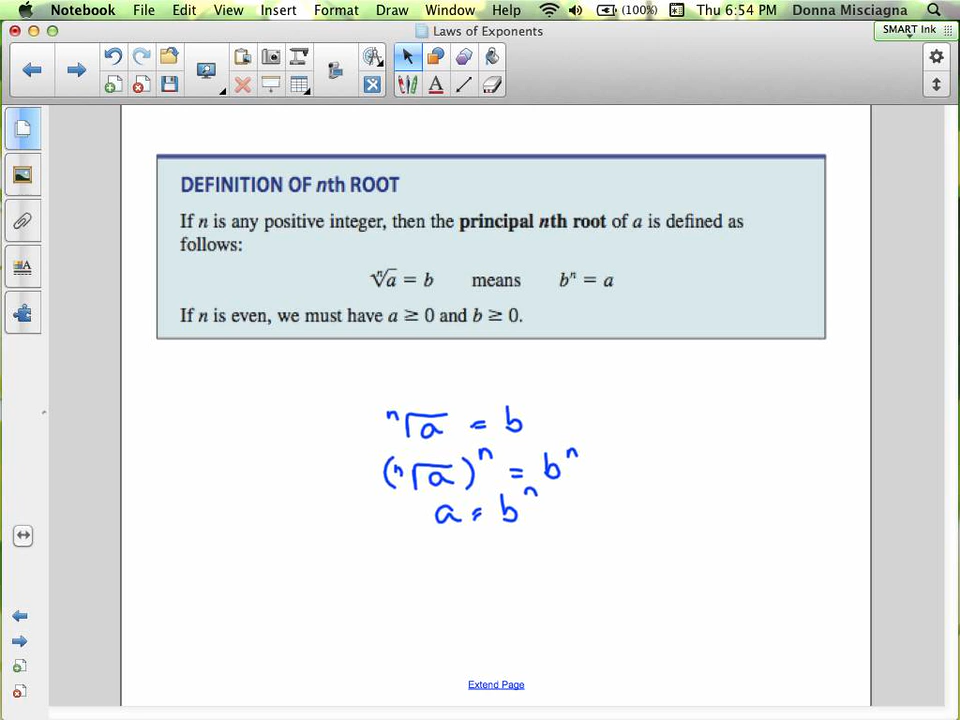 Notebook File Edit View Insert Format Draw Window Help (100%) Thu 6:54 PM Donna Misciagna
Laws of Exponents
SMART Ink
DEFINITION OF nth ROOT
If n is any positive integer, then the principal nth root of a is defined as
follows:
ⁿ√a = b means bⁿ = a
If n is even, we must have a ≥ 0 and b ≥ 0.
ⁿ√a = b
(ⁿ√a)ⁿ = bⁿ
a = bⁿ
Extend Page